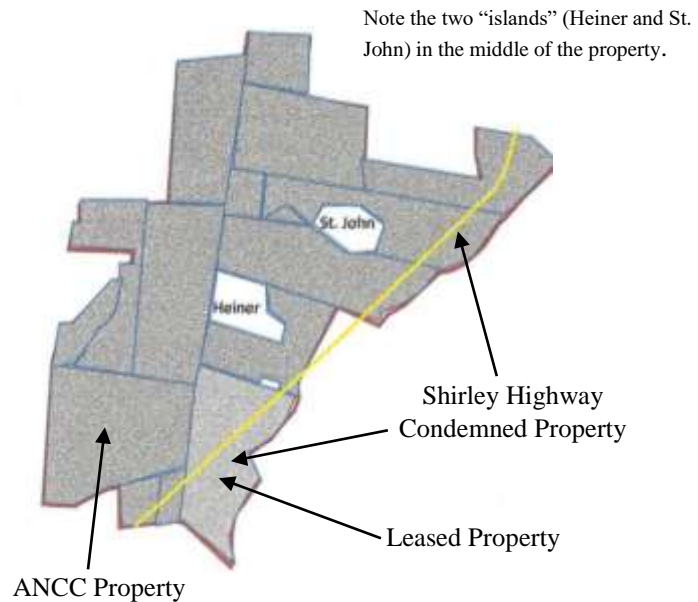 Note the two “islands” (Heiner and St.
John) in the middle of the property.
St. John
Heiner
Shirley Highway
Condemned Property
Leased Property
ANCC Property